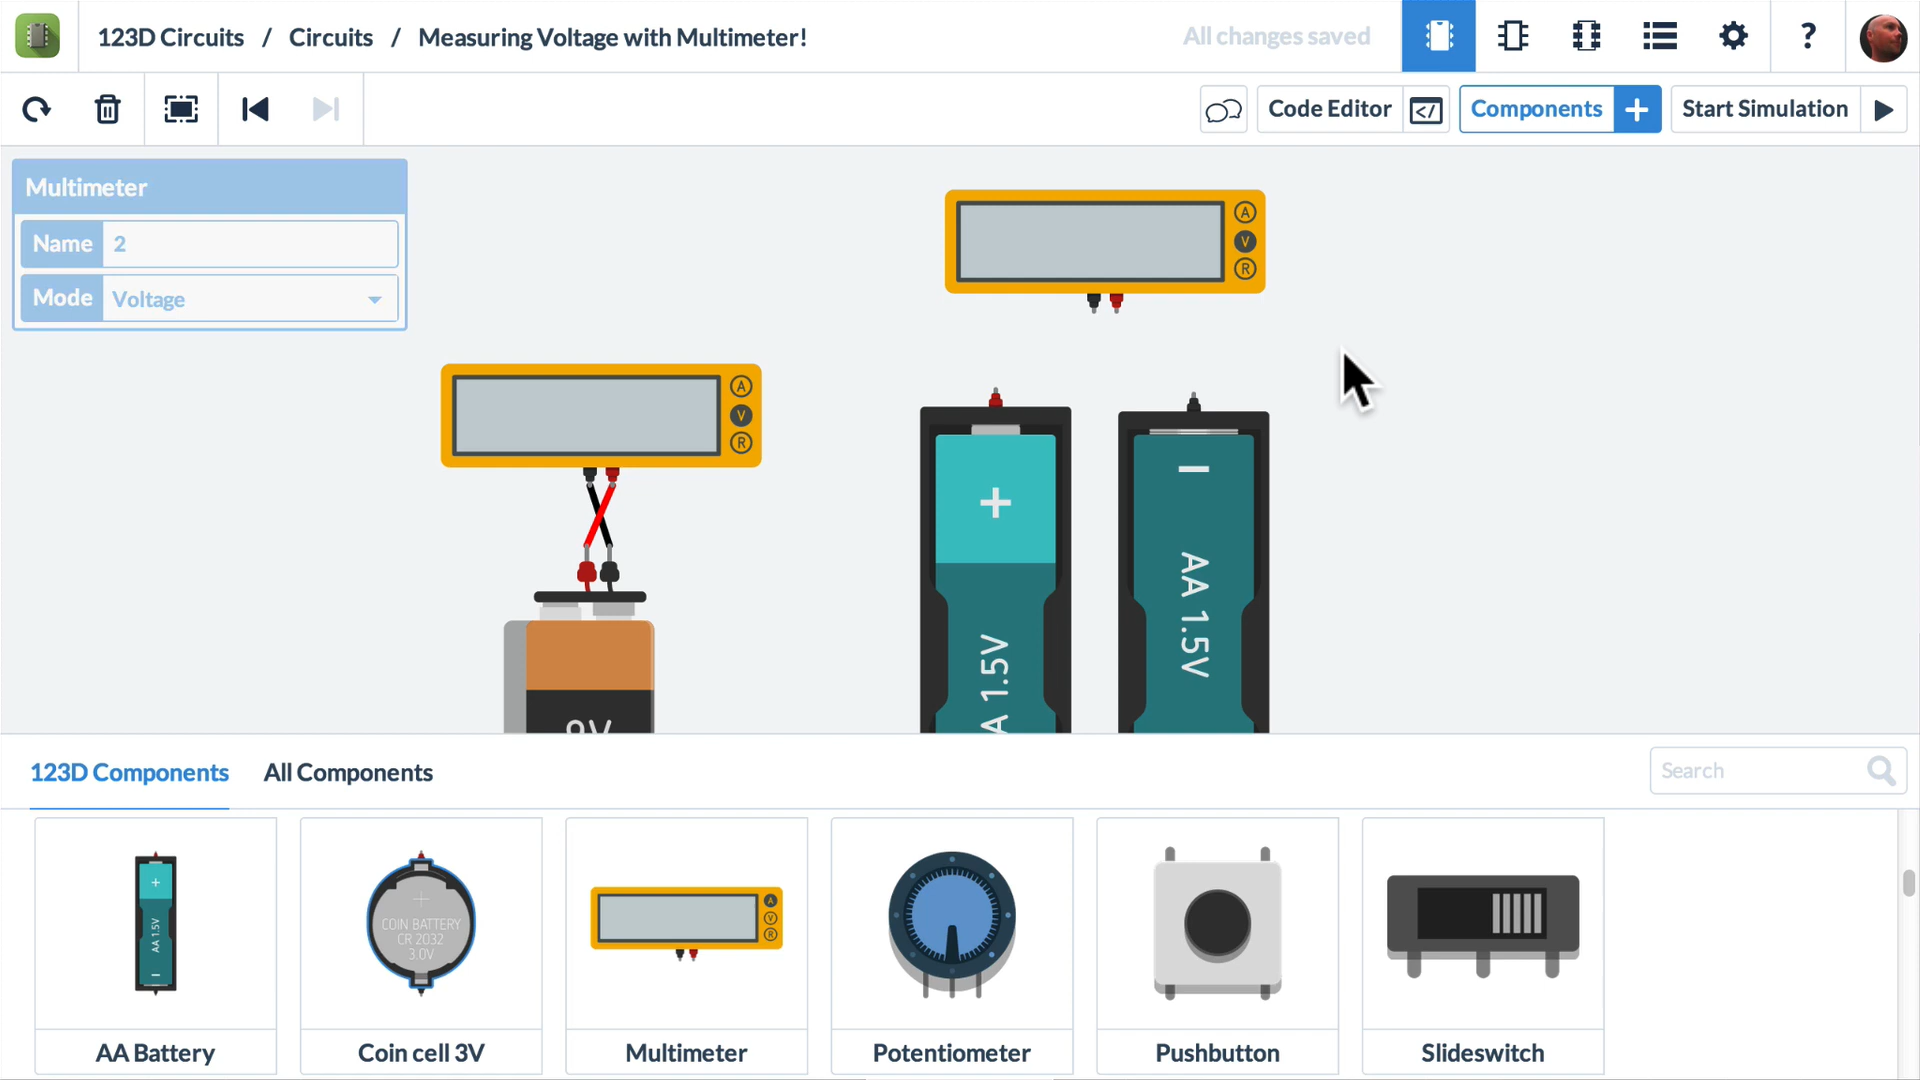 123D Circuits / Circuits / Measuring Voltage with Multimeter!
All changes saved
?
Code Editor
</>
Components
+
Start Simulation
Multimeter
Name 2
Mode Voltage
A
V
R
A
V
R
+
AA 1.5V
9V
A 1.5V
123D Components
All Components
Search
+
AA 1.5V
COIN BATTERY
CR 2032
3.0V
A
V
R
AA Battery
Coin cell 3V
Multimeter
Potentiometer
Pushbutton
Slideswitch